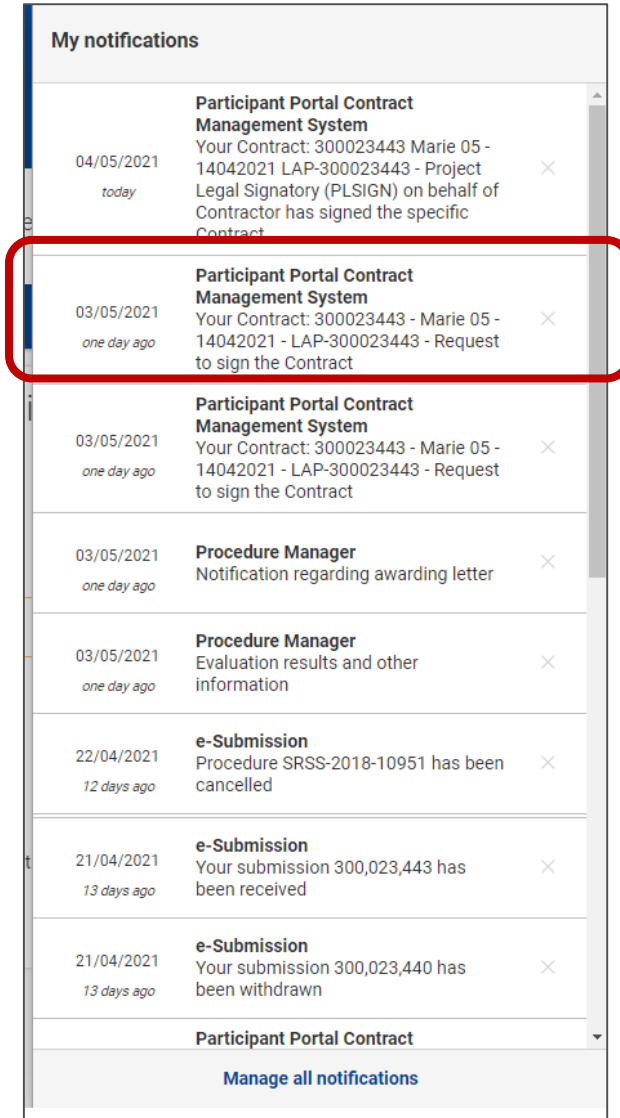 My notifications
Participant Portal Contract
Management System
04/05/2021
today
Your Contract: 300023443 Marie 05 -
14042021 LAP-300023443 - Project
Legal Signatory (PLSIGN) on behalf of
Contractor has signed the specific
Contract
Participant Portal Contract
Management System
03/05/2021
one day ago
Your Contract: 300023443 - Marie 05 -
14042021 - LAP-300023443 - Request
to sign the Contract
Participant Portal Contract
Management System
03/05/2021
one day ago
Your Contract: 300023443 - Marie 05 -
14042021 - LAP-300023443 - Request
to sign the Contract
03/05/2021
one day ago
Procedure Manager
Notification regarding awarding letter
03/05/2021
one day ago
Procedure Manager
Evaluation results and other
information
22/04/2021
12 days ago
e-Submission
Procedure SRSS-2018-10951 has been
cancelled
21/04/2021
13 days ago
e-Submission
Your submission 300,023,443 has
been received
21/04/2021
13 days ago
e-Submission
Your submission 300,023,440 has
been withdrawn
Participant Portal Contract
Manage all notifications